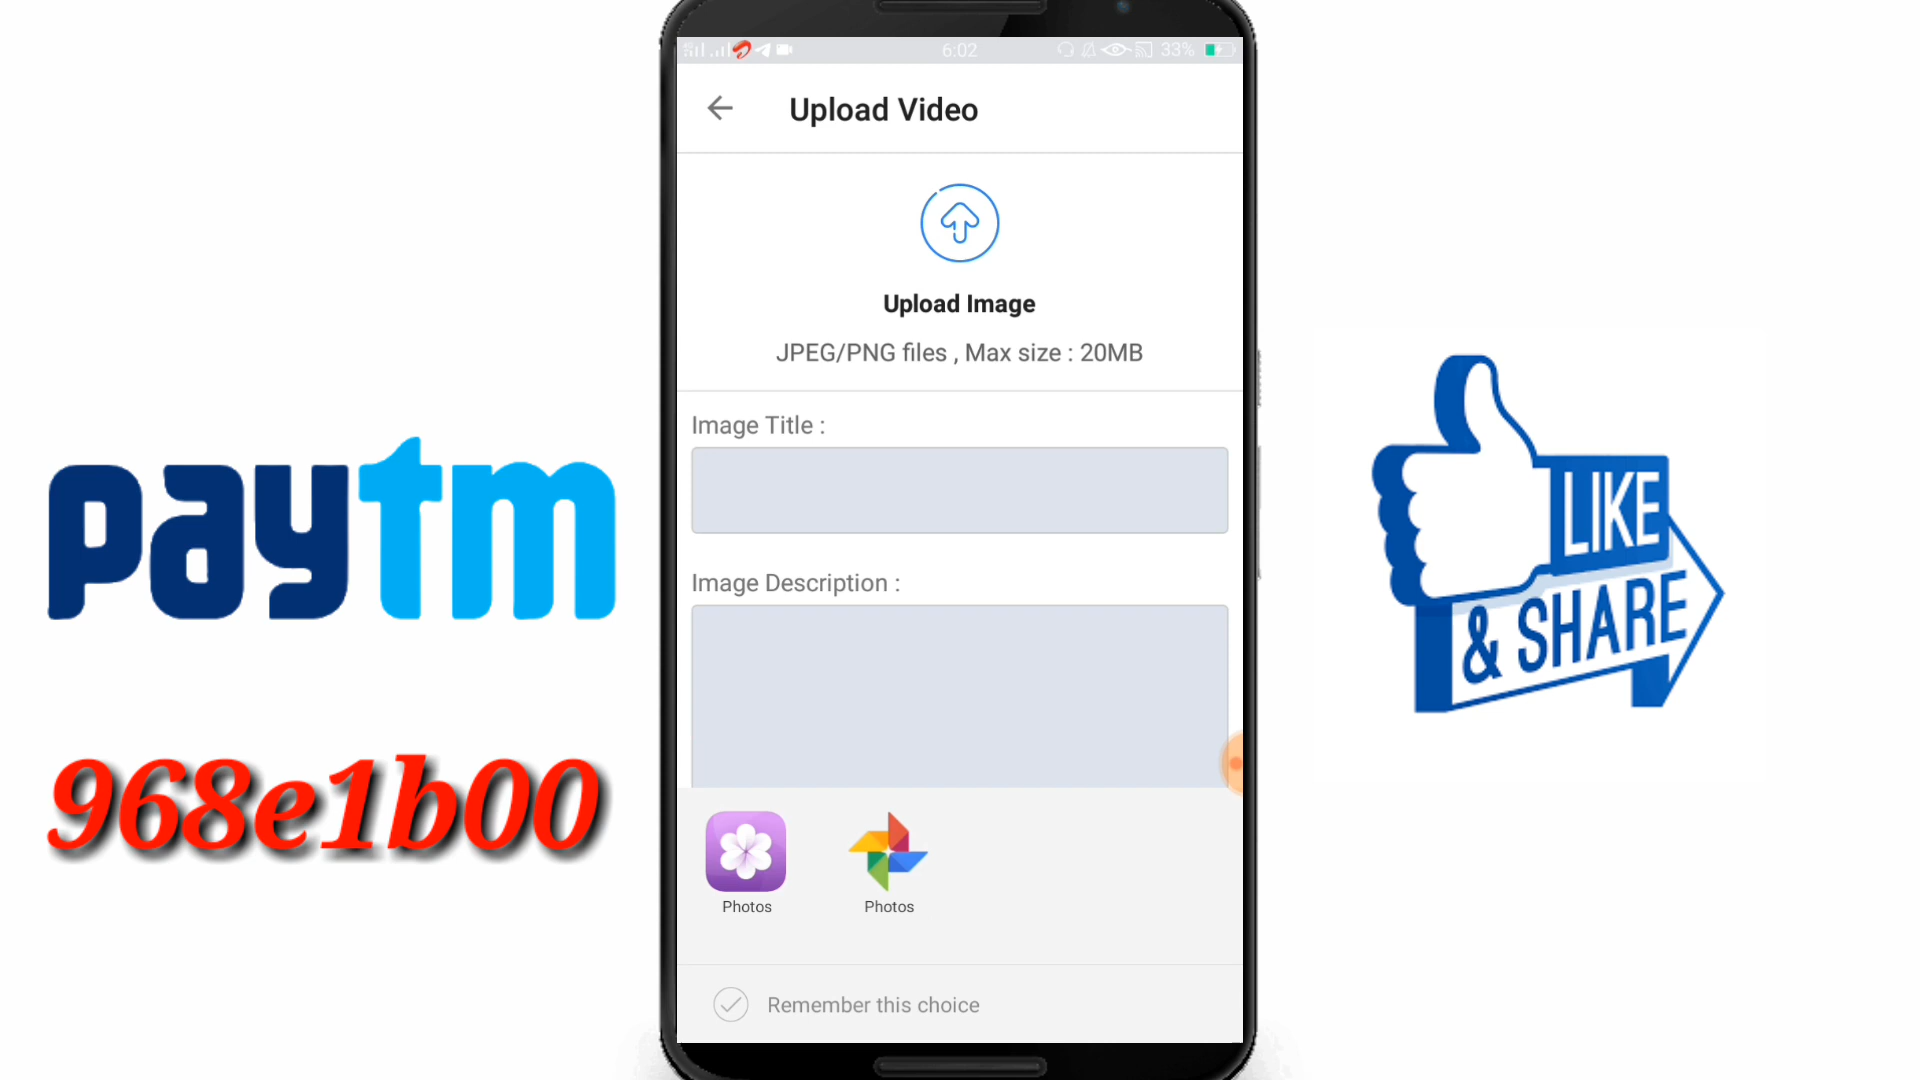 6:02
33%
Upload Video
Upload Image
JPEG/PNG files , Max size : 20MB
Image Title :
Image Description :
Photos
Photos
Remember this choice
paytm
968e1b00
LIKE
& SHARE